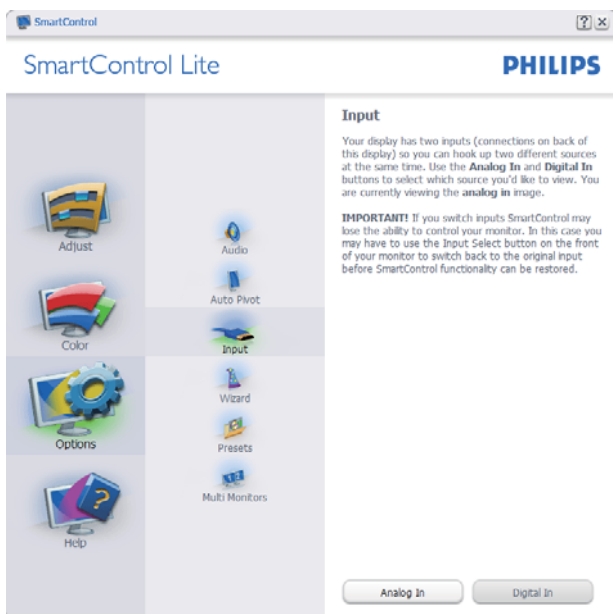 SmartControl
SmartControl Lite
PHILIPS
Adjust
Color
Options
Help
Audio
Auto Pivot
Input
Wizard
Presets
Multi Monitors
Input
Your display has two inputs (connections on back of
this display) so you can hook up two different sources
at the same time. Use the Analog In and Digital In
buttons to select which source you'd like to view. You
are currently viewing the analog in image.
IMPORTANT! If you switch inputs SmartControl may
lose the ability to control your monitor. In this case you
may have to use the Input Select button on the front
of your monitor to switch back to the original input
before SmartControl functionality can be restored.
Analog In
Digital In